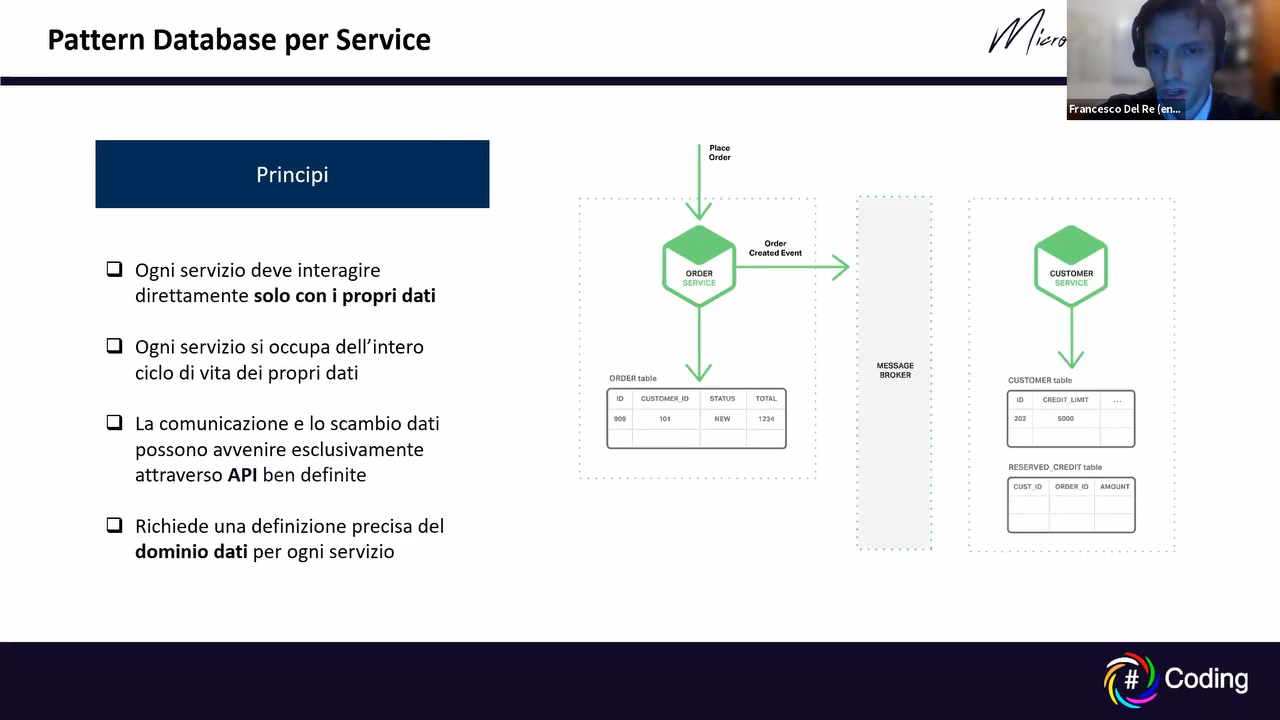 Pattern Database per Service
Micro
Francesco Del Re (en...
Principi
Ogni servizio deve interagire
direttamente solo con i propri dati
Ogni servizio si occupa dell'intero
ciclo di vita dei propri dati
La comunicazione e lo scambio dati
possono avvenire esclusivamente
attraverso API ben definite
Richiede una definizione precisa del
dominio dati per ogni servizio
Place
Order
ORDER
SERVICE
Order
Created Event
ORDER table
ID CUSTOMER_ID STATUS TOTAL
909 101 NEW 1234
MESSAGE
BROKER
CUSTOMER
SERVICE
CUSTOMER table
ID CREDIT_LIMIT ...
202 5000
RESERVED_CREDIT table
CUST_ID ORDER_ID AMOUNT
# Coding